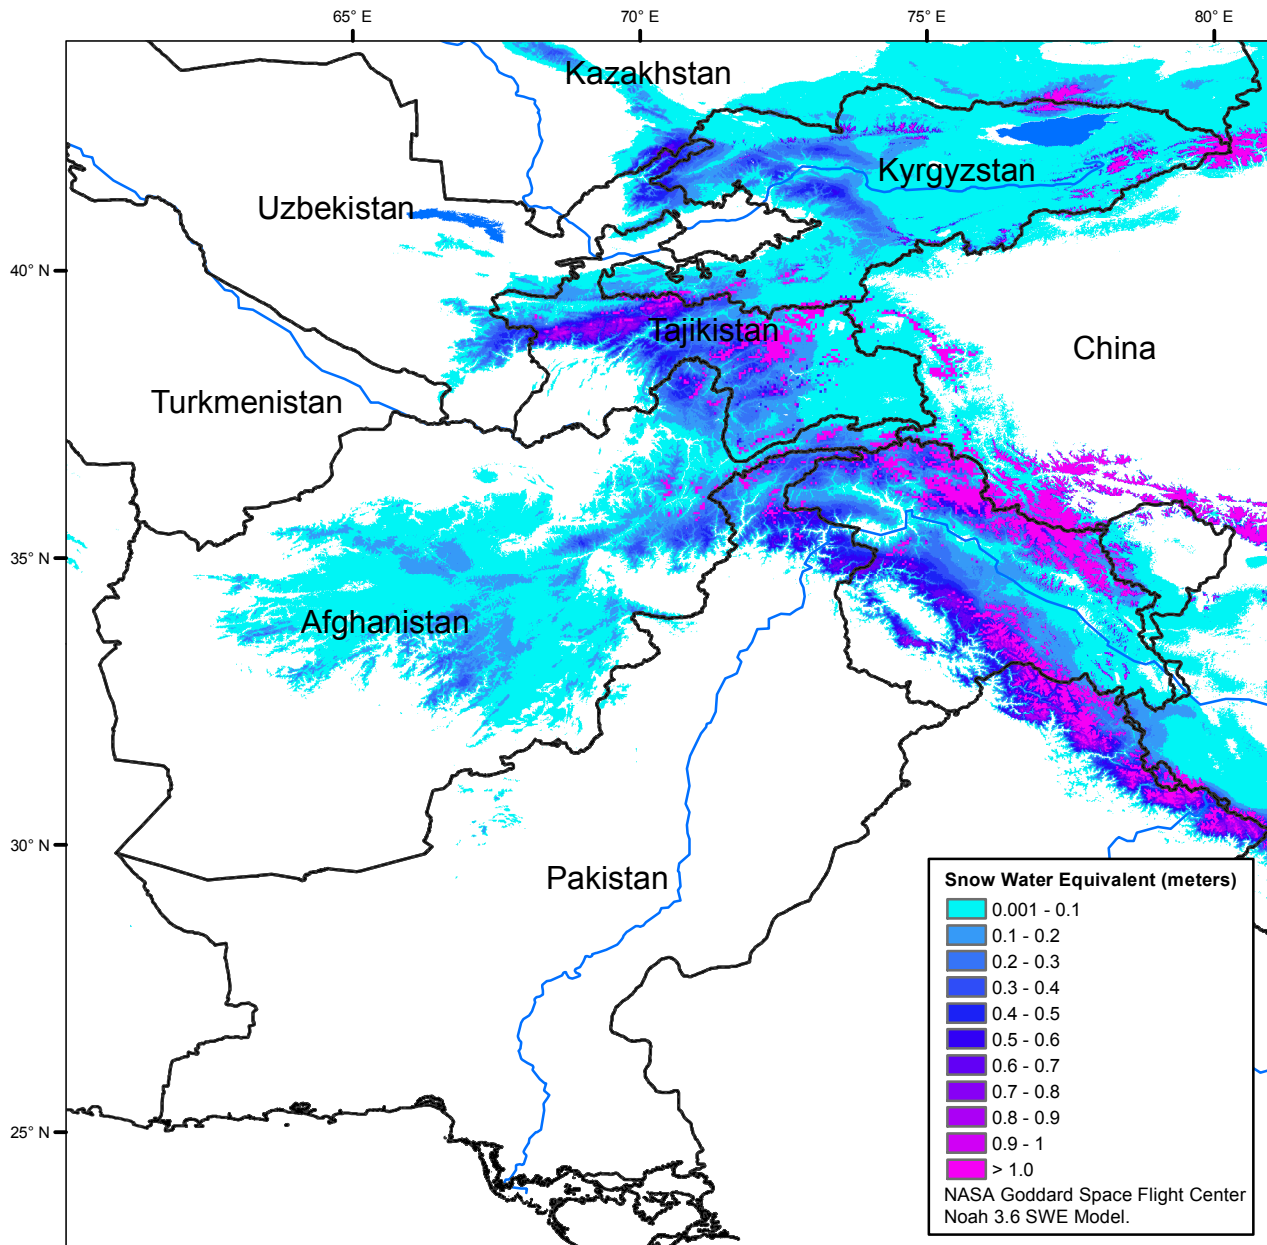 65° E
70° E
75° E
80° E
Kazakhstan
Kyrgyzstan
Uzbekistan
40° N
Tajikistan
China
Turkmenistan
35° N
Afghanistan
30° N
Pakistan
25° N
Snow Water Equivalent (meters)
0.001 - 0.1
0.1 - 0.2
0.2 - 0.3
0.3 - 0.4
0.4 - 0.5
0.5 - 0.6
0.6 - 0.7
0.7 - 0.8
0.8 - 0.9
0.9 - 1
> 1.0
NASA Goddard Space Flight Center
Noah 3.6 SWE Model.